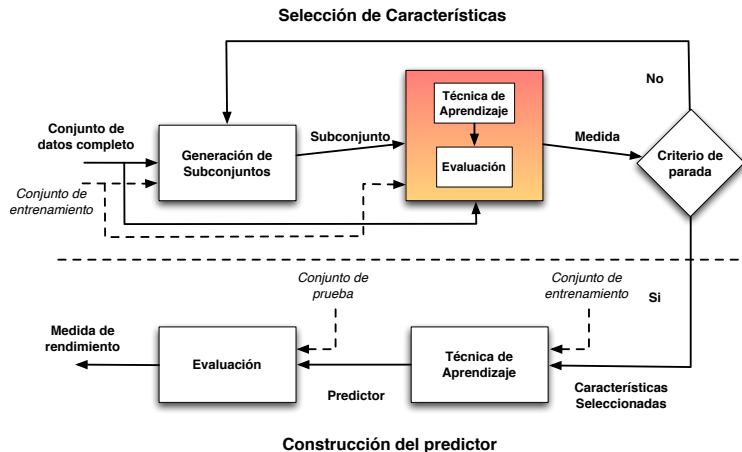 Selección de Características
No
Técnica de
Aprendizaje
Conjunto de
datos completo
Subconjunto
Medida
Generación de
Subconjuntos
Evaluación
Criterio de
parada
Conjunto de
entrenamiento
Conjunto de
prueba
Conjunto de
entrenamiento
Si
Medida de
rendimiento
Evaluación
Técnica de
Aprendizaje
Predictor
Características
Seleccionadas
Construcción del predictor